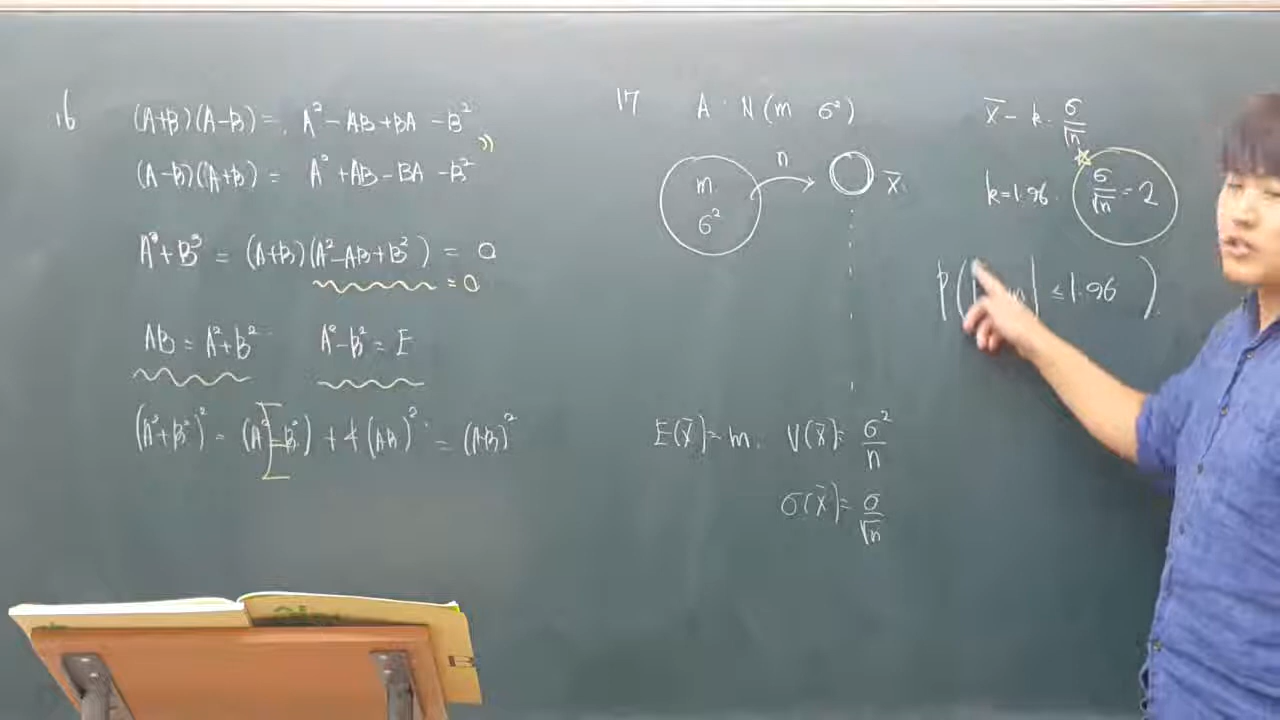 16
(A+B)(A-B) = A² - AB + BA - B²
(A-B)(A+B) = A² + AB - BA - B²
A³+B³ = (A+B)(A²-AB+B²) = O
=O
AB = A²+B² A²-B² = E
(A²+B²)² = (A²-B²) + 4(AB)² = (AB)²
17 A N(m σ²)
m
σ²
n
X̄
E(X̄) = m. V(X̄) = σ²/n
σ(X̄) = σ/√n
X̄ - k · σ/√n
k=1.96. σ/√n = 2
P( m| ≤ 1.96 )